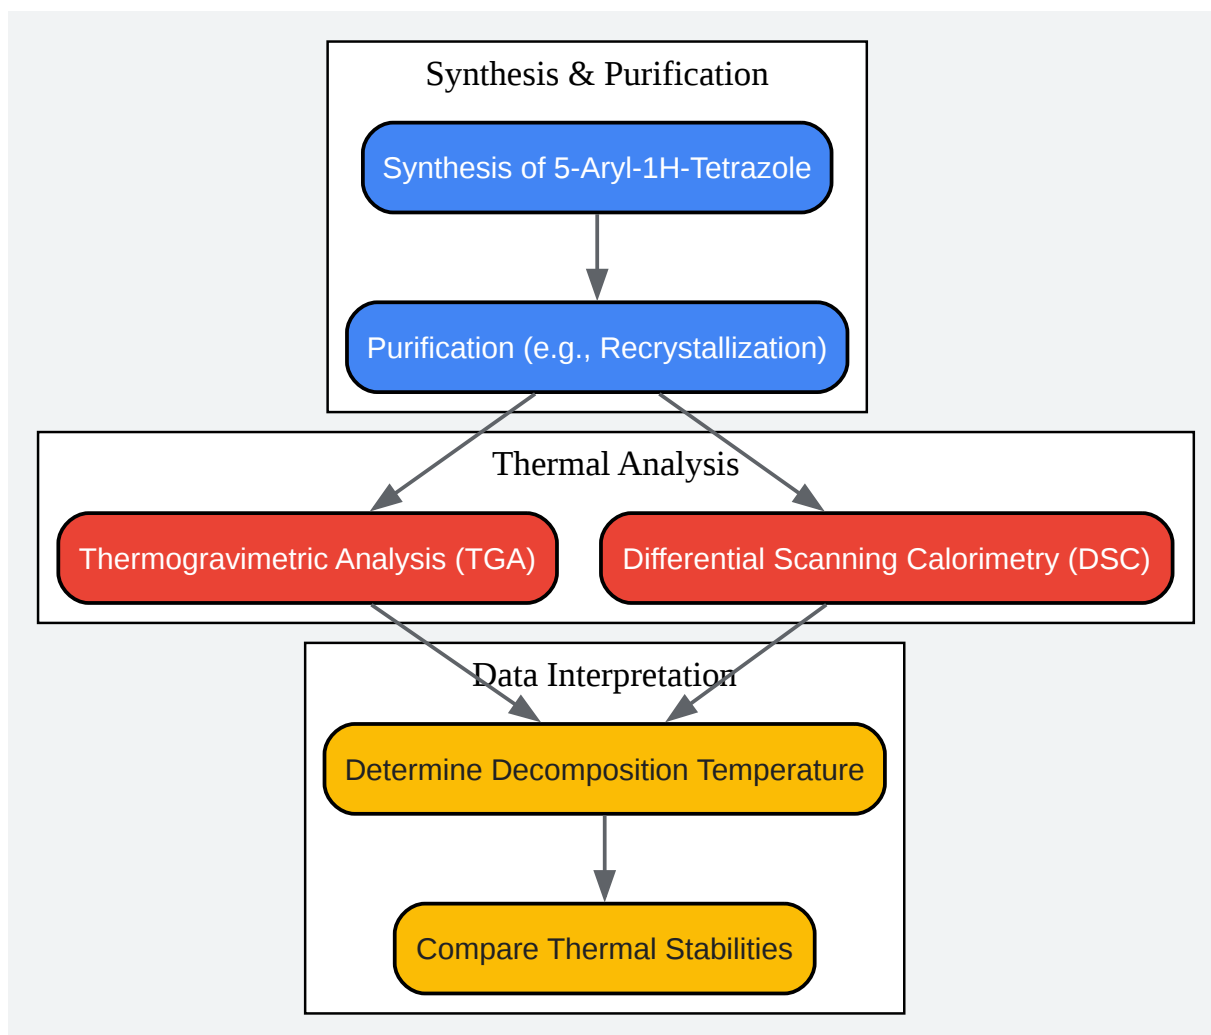 Synthesis & Purification
Synthesis of 5-Aryl-1H-Tetrazole
Purification (e.g., Recrystallization)
Thermal Analysis
Thermogravimetric Analysis (TGA)
Differential Scanning Calorimetry (DSC)
Data Interpretation
Determine Decomposition Temperature
Compare Thermal Stabilities